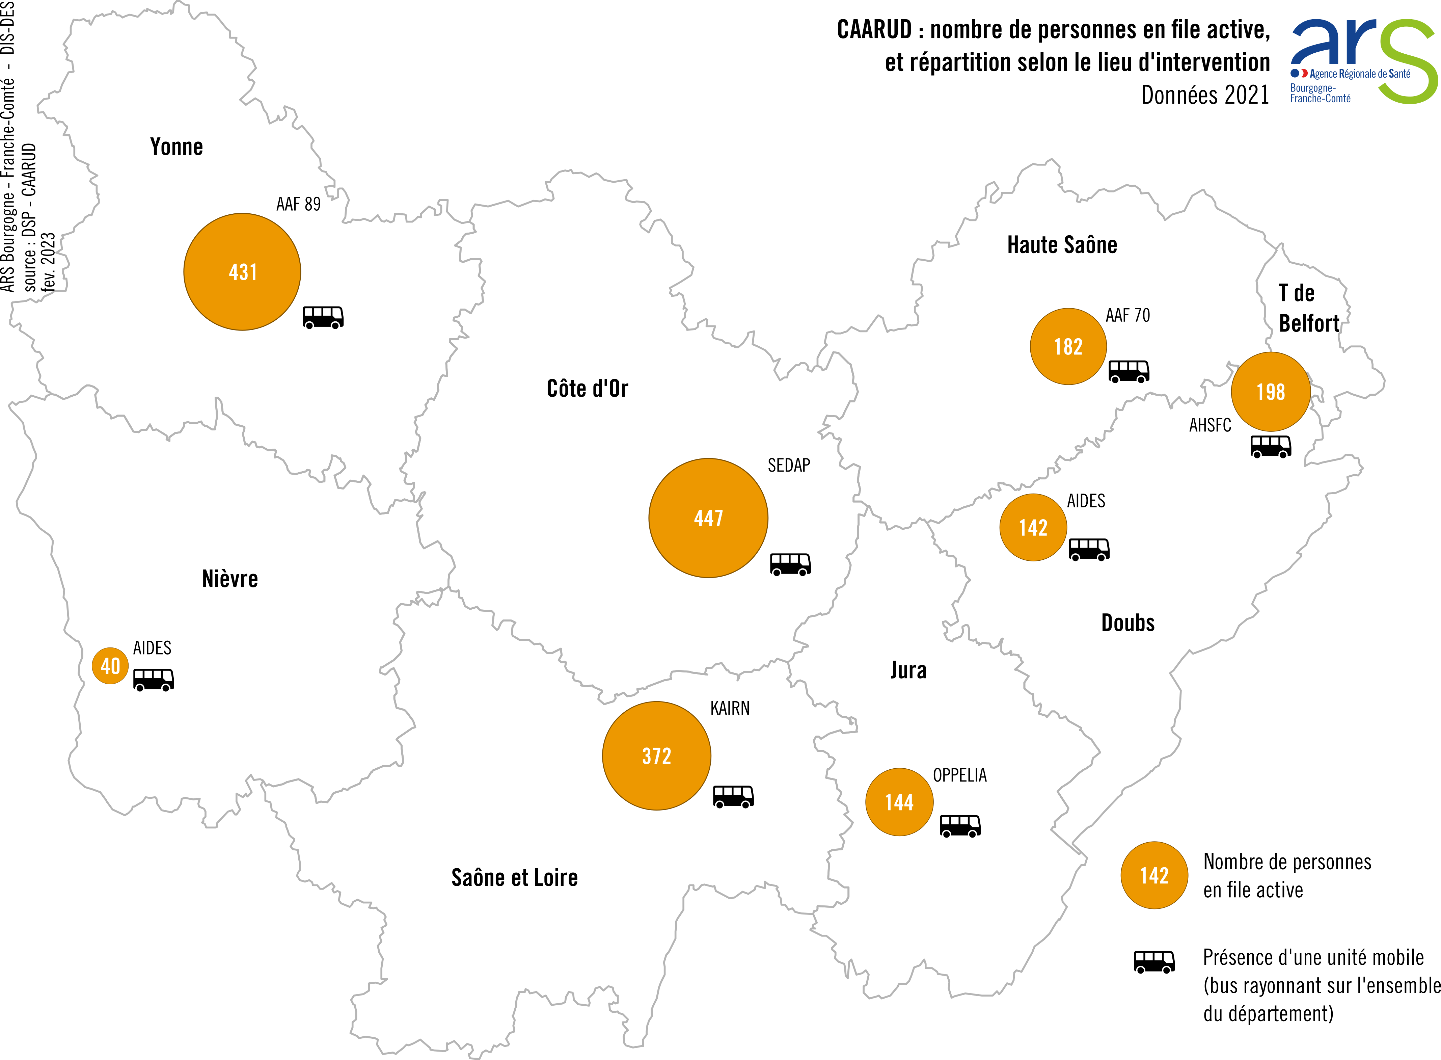 CAARUD : nombre de personnes en file active,
et répartition selon le lieu d'intervention
Données 2021
ars
Agence Régionale de Santé
Bourgogne-
Franche-Comté
ARS Bourgogne - Franche-Comté - DIS-DES
source : DSP - CAARUD
fev. 2023
Yonne
AAF 89
431
Haute Saône
T de
Belfort
AAF 70
182
198
AHSFC
Côte d'Or
SEDAP
447
AIDES
142
Doubs
Nièvre
AIDES
40
Jura
KAIRN
372
OPPELIA
144
Saône et Loire
142
Nombre de personnes
en file active
Présence d'une unité mobile
(bus rayonnant sur l'ensemble
du département)